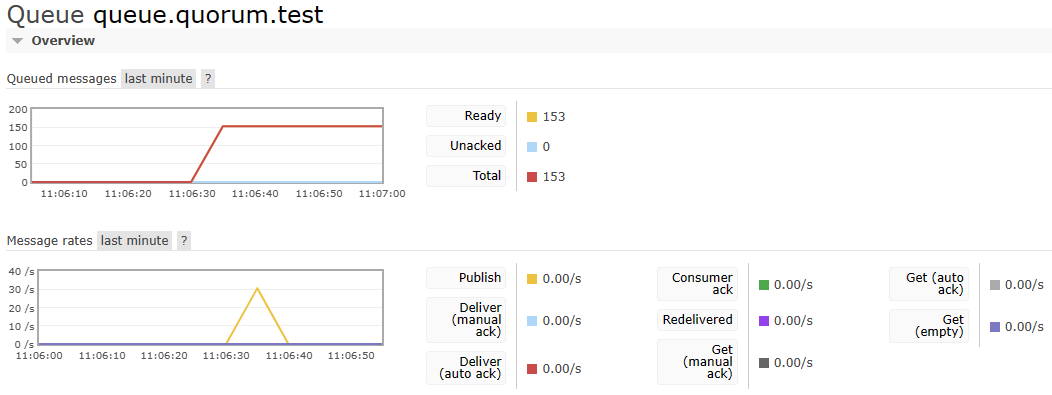 Queue queue.quorum.test
Overview
Queued messages last minute ?
200
150
100
50
0
11:06:10 11:06:20 11:06:30 11:06:40 11:06:50 11:07:00
Ready 153
Unacked 0
Total 153
Message rates last minute ?
40 /s
30 /s
20 /s
10 /s
0 /s
11:06:00 11:06:10 11:06:20 11:06:30 11:06:40 11:06:50
Publish 0.00/s
Deliver
(manual 0.00/s
ack)
Deliver
(auto ack) 0.00/s
Consumer
ack 0.00/s
Redelivered 0.00/s
Get
(manual 0.00/s
ack)
Get (auto
ack) 0.00/s
Get
(empty) 0.00/s